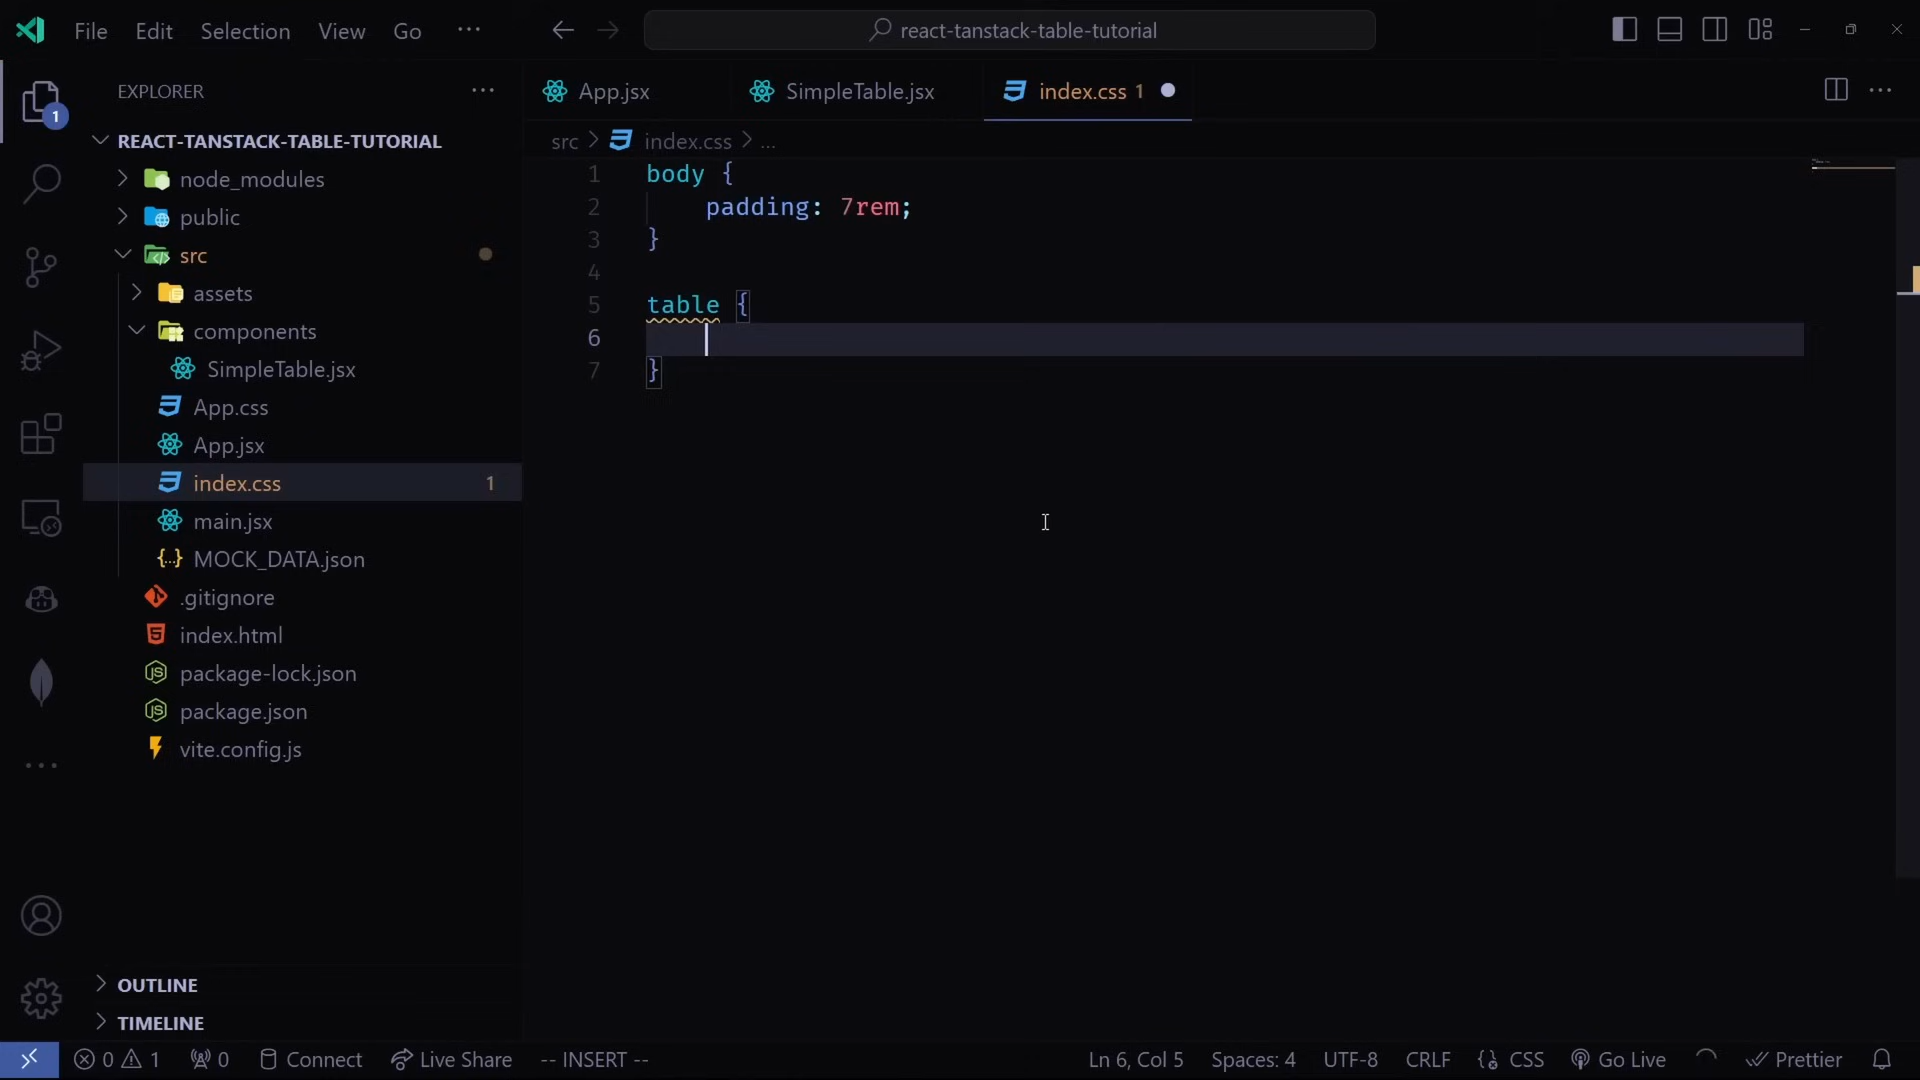 File Edit Selection View Go ···
react-tanstack-table-tutorial
1
EXPLORER
REACT-TANSTACK-TABLE-TUTORIAL
node_modules
public
src
assets
components
SimpleTable.jsx
App.css
App.jsx
index.css 1
main.jsx
MOCK_DATA.json
.gitignore
index.html
package-lock.json
package.json
vite.config.js
OUTLINE
TIMELINE
App.jsx SimpleTable.jsx index.css 1
src > index.css > ...
1 body {
2 padding: 7rem;
3 }
4
5 table {
6
7 }
0 1 0 Connect Live Share -- INSERT -- Ln 6, Col 5 Spaces: 4 UTF-8 CRLF CSS Go Live Prettier